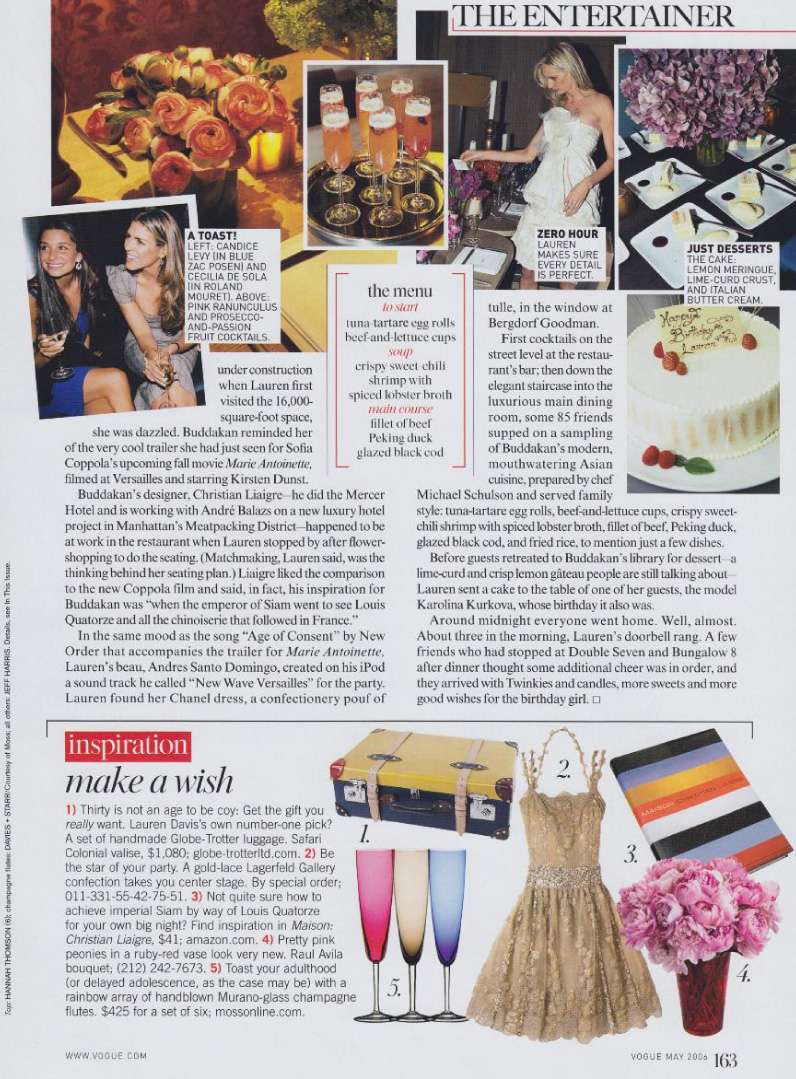 THE ENTERTAINER
A TOAST!
LEFT: CANDICE
LEVY (IN BLUE
ZAC POSEN) AND
CECILIA DE SOLA
(IN ROLAND
MOURET). ABOVE:
PINK RANUNCULUS
AND PROSECCO-
AND-PASSION
FRUIT COCKTAILS.
ZERO HOUR
LAUREN
MAKES SURE
EVERY DETAIL
IS PERFECT.
JUST DESSERTS
THE CAKE:
LEMON MERINGUE,
LIME-CURD CRUST,
AND ITALIAN
BUTTER CREAM.
Happy
Birthday
Lauren
the menu
to start
tuna-tartare egg rolls
beef-and-lettuce cups
soup
crispy sweet-chili
shrimp with
spiced lobster broth
main course
fillet of beef
Peking duck
glazed black cod
under construction
when Lauren first
visited the 16,000-
square-foot space,
she was dazzled. Buddakan reminded her
of the very cool trailer she had just seen for Sofia
Coppola's upcoming fall movie Marie Antoinette,
filmed at Versailles and starring Kirsten Dunst.
Buddakan's designer, Christian Liaigre—he did the Mercer
Hotel and is working with André Balazs on a new luxury hotel
project in Manhattan's Meatpacking District—happened to be
at work in the restaurant when Lauren stopped by after flower-
shopping to do the seating. (Matchmaking, Lauren said, was the
thinking behind her seating plan.) Liaigre liked the comparison
to the new Coppola film and said, in fact, his inspiration for
Buddakan was "when the emperor of Siam went to see Louis
Quatorze and all the chinoiserie that followed in France."
In the same mood as the song "Age of Consent" by New
Order that accompanies the trailer for Marie Antoinette,
Lauren's beau, Andres Santo Domingo, created on his iPod
a sound track he called "New Wave Versailles" for the party.
Lauren found her Chanel dress, a confectionery pouf of
tulle, in the window at
Bergdorf Goodman.
First cocktails on the
street level at the restau-
rant's bar; then down the
elegant staircase into the
luxurious main dining
room, some 85 friends
supped on a sampling
of Buddakan's modern,
mouthwatering Asian
cuisine, prepared by chef
Michael Schulson and served family
style: tuna-tartare egg rolls, beef-and-lettuce cups, crispy sweet-
chili shrimp with spiced lobster broth, fillet of beef, Peking duck,
glazed black cod, and fried rice, to mention just a few dishes.
Before guests retreated to Buddakan's library for dessert—a
lime-curd and crisp lemon gâteau people are still talking about—
Lauren sent a cake to the table of one of her guests, the model
Karolina Kurkova, whose birthday it also was.
Around midnight everyone went home. Well, almost.
About three in the morning, Lauren's doorbell rang. A few
friends who had stopped at Double Seven and Bungalow 8
after dinner thought some additional cheer was in order, and
they arrived with Twinkies and candles, more sweets and more
good wishes for the birthday girl. □
Top: HANNAH THOMSON (6); champagne flutes: DAVIES + STARR/Courtesy of Moss; all others: JEFF HARRIS. Details, see In This Issue.
inspiration
make a wish
1) Thirty is not an age to be coy: Get the gift you
really want. Lauren Davis's own number-one pick?
A set of handmade Globe-Trotter luggage. Safari
Colonial valise, $1,080; globe-trotterltd.com. 2) Be
the star of your party. A gold-lace Lagerfeld Gallery
confection takes you center stage. By special order;
011-331-55-42-75-51. 3) Not quite sure how to
achieve imperial Siam by way of Louis Quatorze
for your own big night? Find inspiration in Maison:
Christian Liaigre, $41; amazon.com. 4) Pretty pink
peonies in a ruby-red vase look very new. Raul Avila
bouquet; (212) 242-7673. 5) Toast your adulthood
(or delayed adolescence, as the case may be) with a
rainbow array of handblown Murano-glass champagne
flutes. $425 for a set of six; mossonline.com.
1.
2.
3.
4.
5.
MAISON CHRISTIAN LIAIGRE
WWW.VOGUE.COM
VOGUE MAY 2006 163